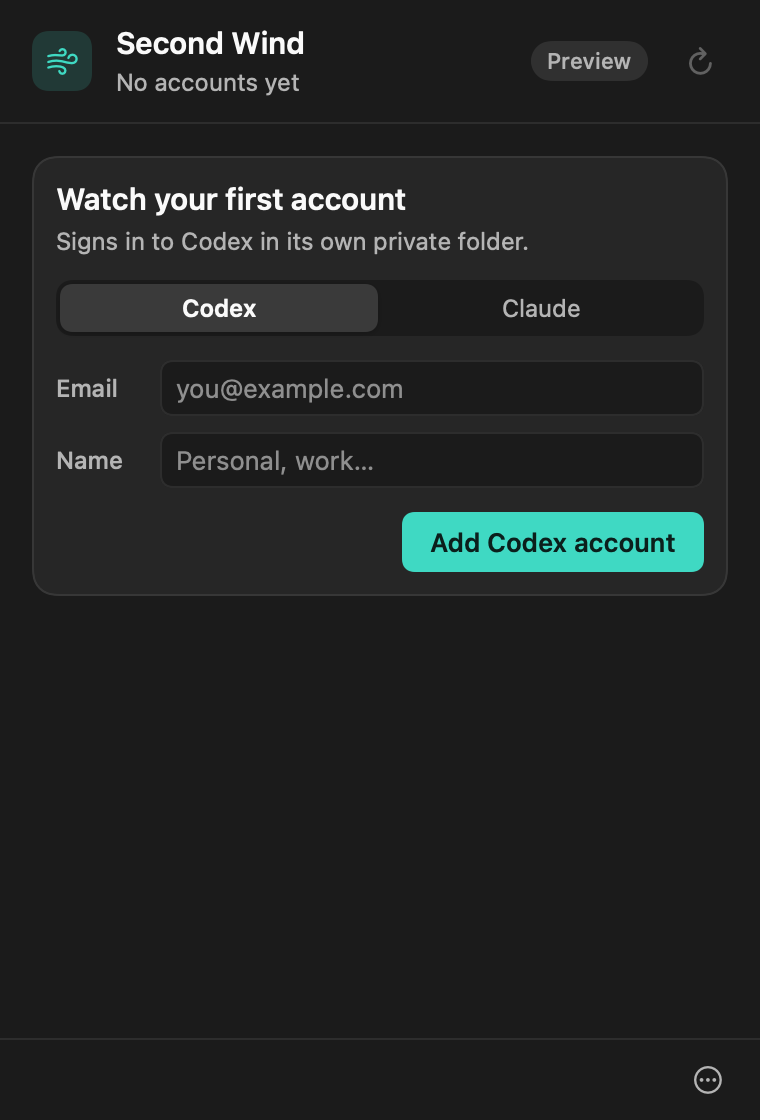 Second Wind
No accounts yet
Preview
Watch your first account
Signs in to Codex in its own private folder.
Codex
Claude
Email
you@example.com
Name
Personal, work...
Add Codex account